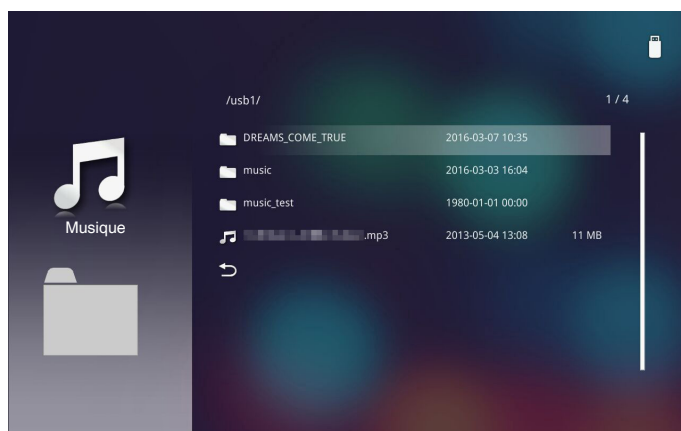 /usb1/ 1 / 4
DREAMS_COME_TRUE 2016-03-07 10:35
music 2016-03-03 16:04
music_test 1980-01-01 00:00
.mp3 2013-05-04 13:08 11 MB
Musique